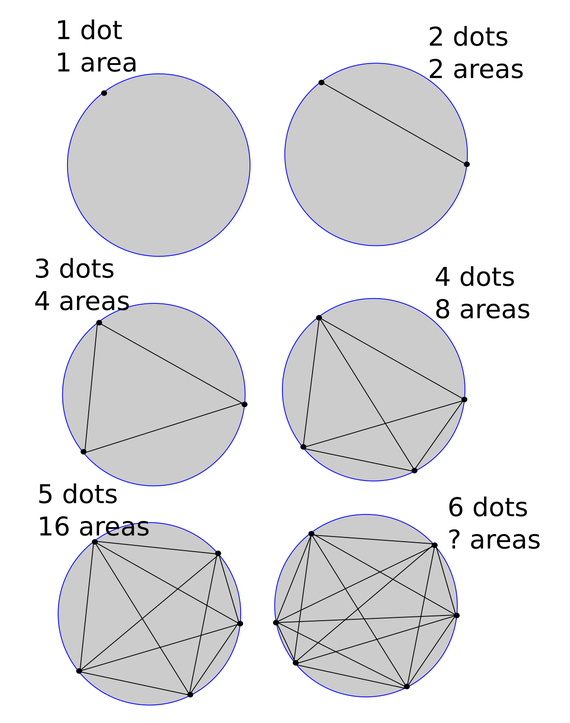 1 dot
1 area
2 dots
2 areas
3 dots
4 areas
4 dots
8 areas
5 dots
16 areas
6 dots
? areas